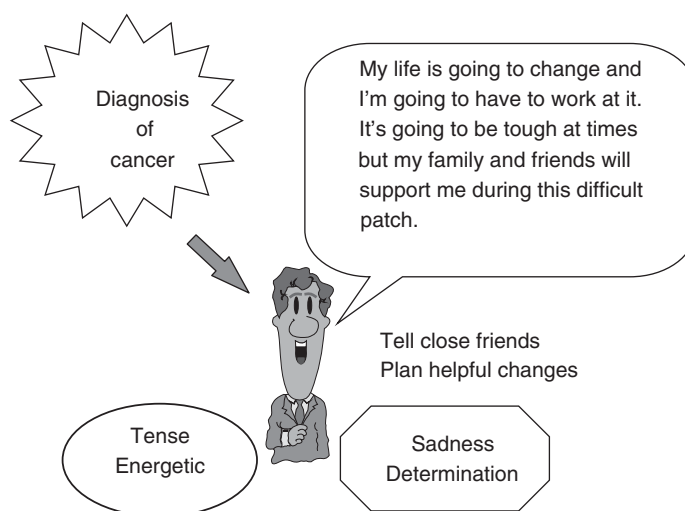 Diagnosis
of
cancer
My life is going to change and
I'm going to have to work at it.
It's going to be tough at times
but my family and friends will
support me during this difficult
patch.
Tell close friends
Plan helpful changes
Tense
Energetic
Sadness
Determination